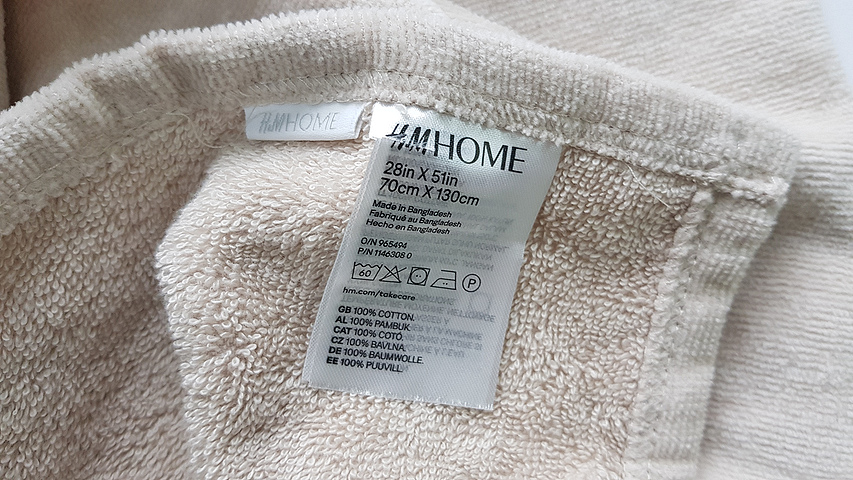 H&M HOME
H&M HOME
28in X 51in
70cm X 130cm
Made in Bangladesh
Fabriqué au Bangladesh
Hecho en Bangladesh
O/N 965494
P/N 1146308 0
60 P
hm.com/takecare
GB 100% COTTON.
AL 100% PAMBUK.
CAT 100% COTÓ.
CZ 100% BAVLNA.
DE 100% BAUMWOLLE.
EE 100% PUUVILL